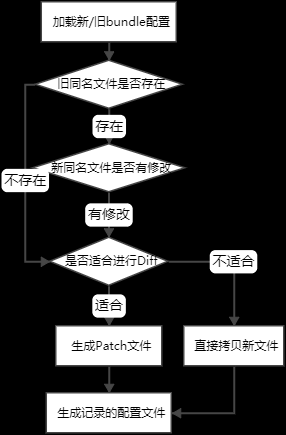 加载新/旧bundle配置
旧同名文件是否存在
存在
新同名文件是否有修改
不存在
有修改
是否适合进行Diff
不适合
适合
生成Patch文件
直接拷贝新文件
生成记录的配置文件